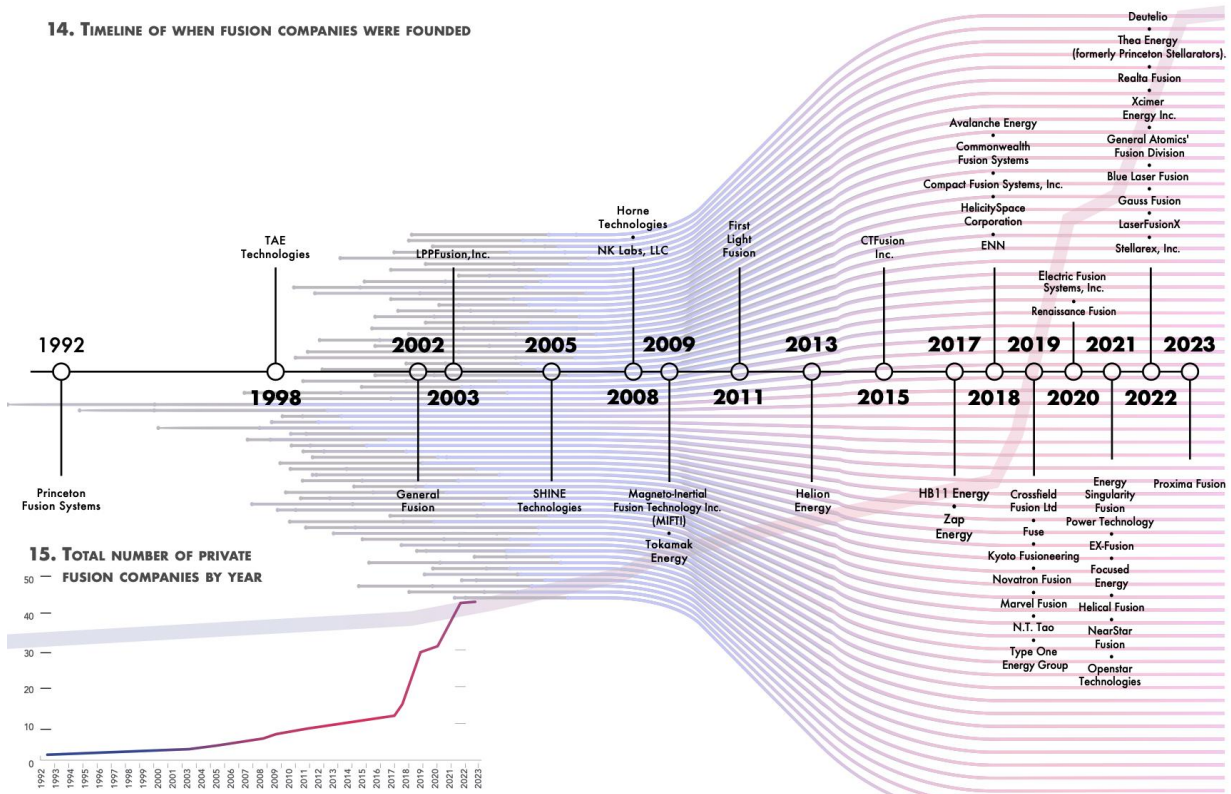 14. TIMELINE OF WHEN FUSION COMPANIES WERE FOUNDED
Deutelio
Thea Energy
(formerly Princeton Stellarators).
Realta Fusion
Xcimer
Energy Inc.
General Atomics'
Fusion Division
Blue Laser Fusion
Gauss Fusion
LaserFusionX
Stellarex, Inc.
Avalanche Energy
Commonwealth
Fusion Systems
Compact Fusion Systems, Inc.
HelicitySpace
Corporation
ENN
Electric Fusion
Systems, Inc.
Renaissance Fusion
TAE
Technologies
LPPFusion,Inc.
Horne
Technologies
NK Labs, LLC
First
Light
Fusion
CTFusion
Inc.
1992
2002
2005
2009
2013
2017
2019
2021
2023
1998
2003
2008
2011
2015
2018
2020
2022
Princeton
Fusion Systems
General
Fusion
SHINE
Technologies
Magneto-Inertial
Fusion Technology Inc.
(MIFTI)
Tokamak
Energy
Helion
Energy
HB11 Energy
Zap
Energy
Crossfield
Fusion Ltd
Fuse
Kyoto Fusioneering
Novatron Fusion
Marvel Fusion
N.T. Tao
Type One
Energy Group
Energy
Singularity
Fusion
Power Technology
EX-Fusion
Focused
Energy
Helical Fusion
NearStar
Fusion
Openstar
Technologies
Proxima Fusion
15. TOTAL NUMBER OF PRIVATE
FUSION COMPANIES BY YEAR
50
40
30
20
10
0
1992
1993
1994
1995
1996
1997
1998
1999
2000
2001
2003
2004
2005
2006
2007
2008
2009
2010
2011
2012
2013
2014
2015
2016
2017
2018
2019
2020
2021
2022
2023